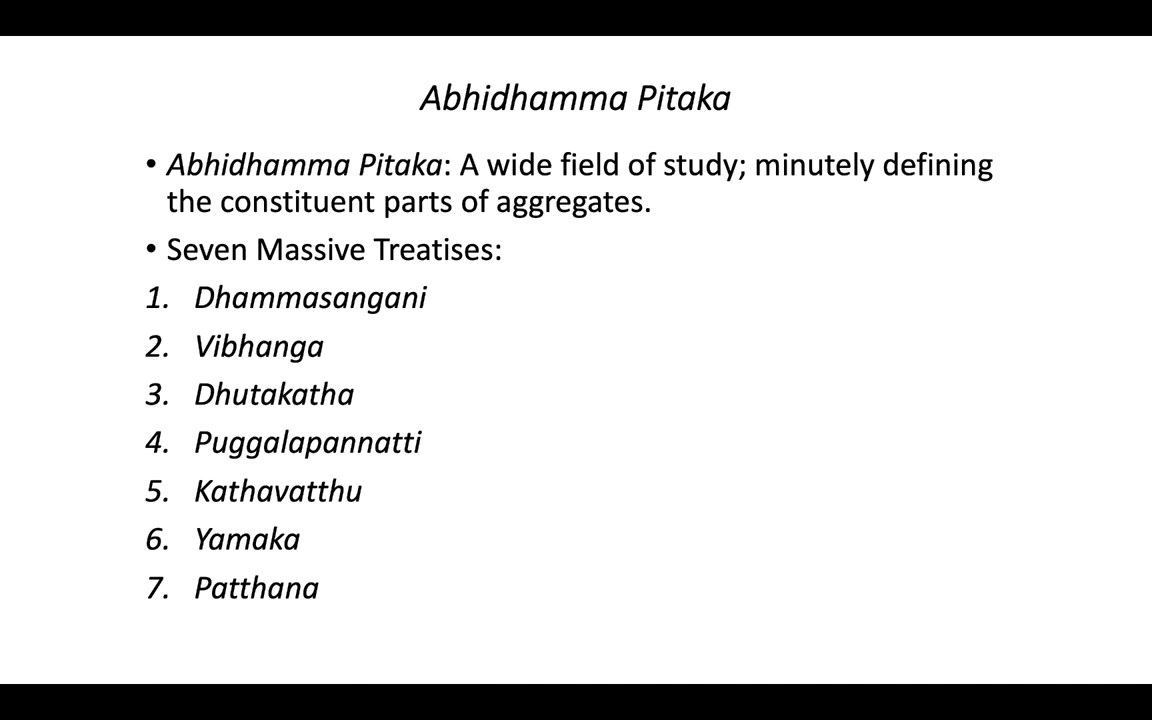 Abhidhamma Pitaka
• Abhidhamma Pitaka: A wide field of study; minutely defining
the constituent parts of aggregates.
• Seven Massive Treatises:
1. Dhammasangani
2. Vibhanga
3. Dhutakatha
4. Puggalapannatti
5. Kathavatthu
6. Yamaka
7. Patthana